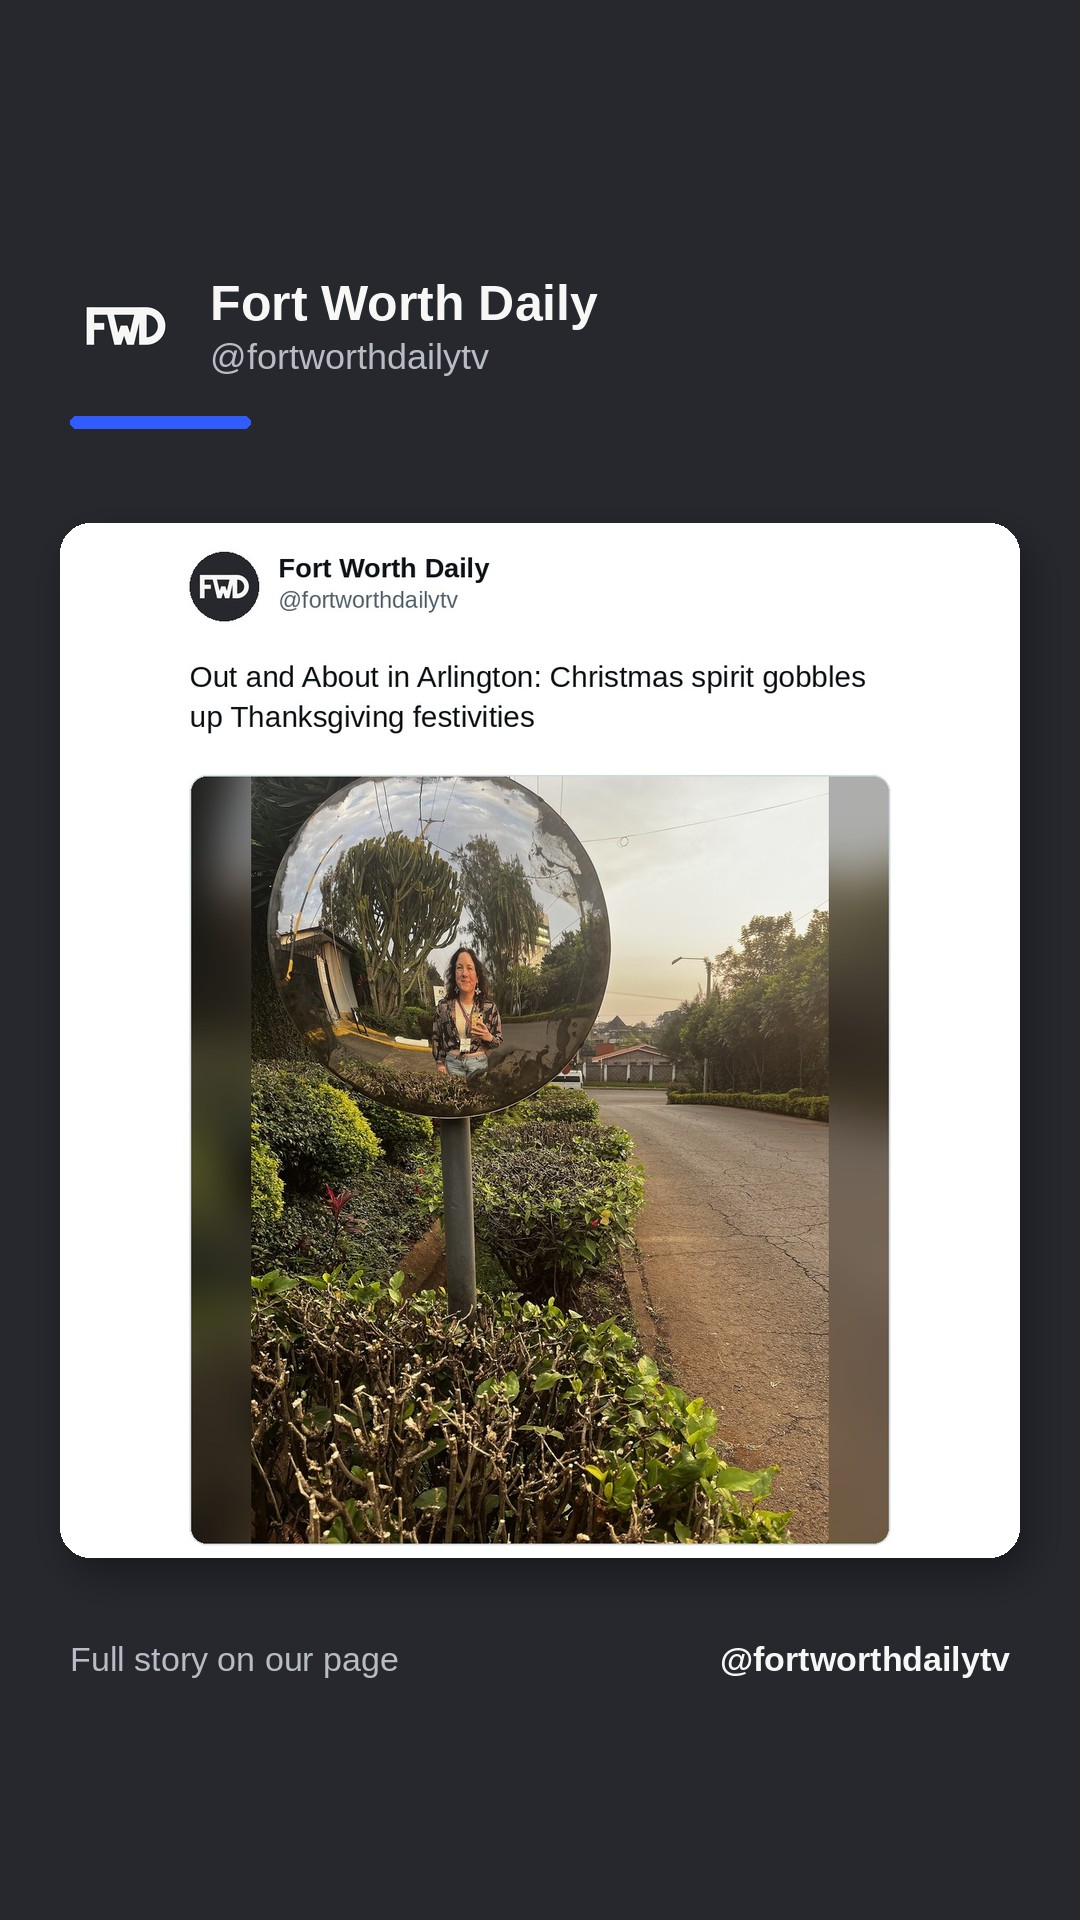 FWD
Fort Worth Daily
@fortworthdailytv
FWD
Fort Worth Daily
@fortworthdailytv
Out and About in Arlington: Christmas spirit gobbles
up Thanksgiving festivities
Full story on our page
@fortworthdailytv